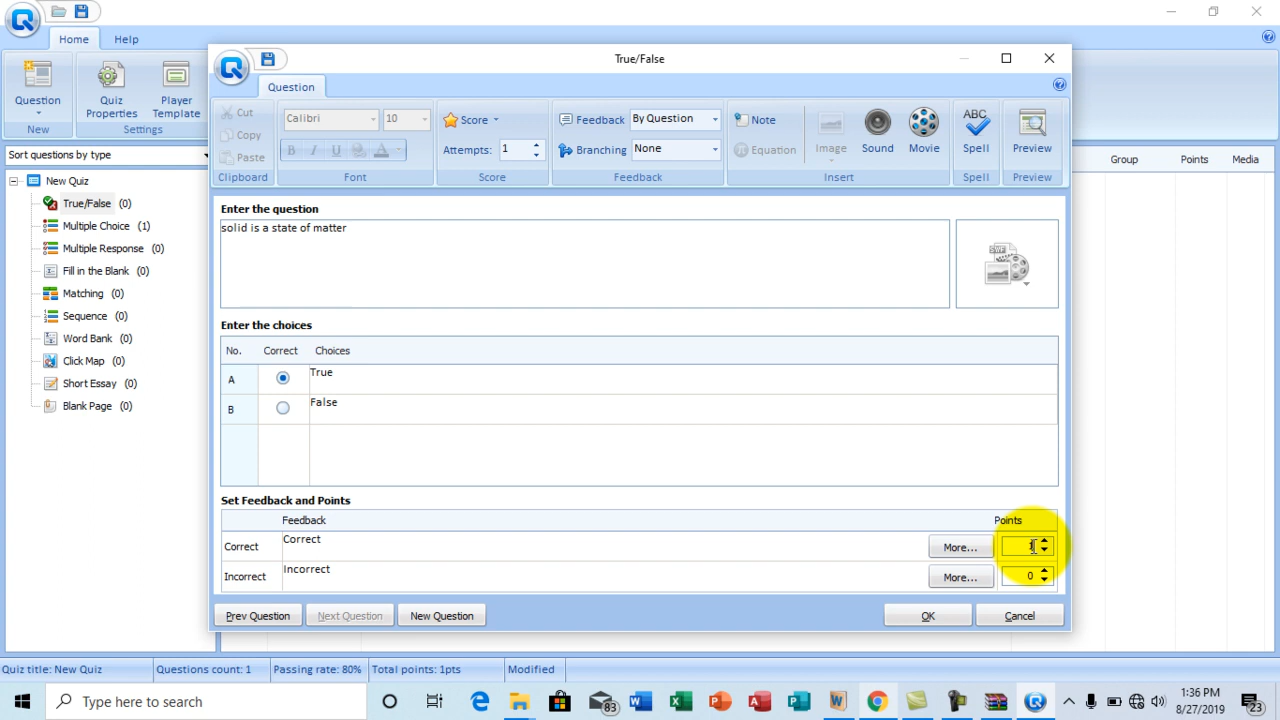 Home
Help
Question
New
Quiz
Properties
Player
Template
Settings
Sort questions by type
New Quiz
True/False (0)
Multiple Choice (1)
Multiple Response (0)
Fill in the Blank (0)
Matching (0)
Sequence (0)
Word Bank (0)
Click Map (0)
Short Essay (0)
Blank Page (0)
True/False
Question
Cut
Copy
Paste
Clipboard
Calibri 10
B I U A
Font
Score
Attempts: 1
Score
Feedback By Question
Branching None
Feedback
Note
Equation
Image
Sound
Movie
Insert
ABC
Spell
Spell
Preview
Preview
Group Points Media
Enter the question
solid is a state of matter
SWF
Enter the choices
No. Correct Choices
A True
B False
Set Feedback and Points
Feedback Points
Correct Correct More...
Incorrect Incorrect More... 0
Prev Question Next Question New Question OK Cancel
Quiz title: New Quiz Questions count: 1 Passing rate: 80% Total points: 1pts Modified
Type here to search
83
1:36 PM
8/27/2019
23